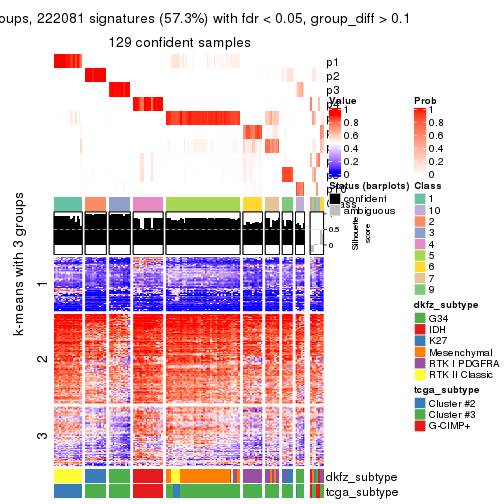 oups, 222081 signatures (57.3%) with fdr < 0.05, group_diff > 0.1
129 confident samples
p1
p2
p3
p4
p10
Class
Silhouette
score
0.5
0
k-means with 3 groups
1
2
3
dkfz_subtype
tcga_subtype
Value
1
0.8
0.6
0.4
0.2
0
Prob
1
0.8
0.6
0.4
0.2
0
Status (barplots)
confident
ambiguous
Class
1
10
2
3
4
5
6
7
9
dkfz_subtype
G34
IDH
K27
Mesenchymal
RTK I PDGFRA
RTK II Classic
tcga_subtype
Cluster #2
Cluster #3
G-CIMP+